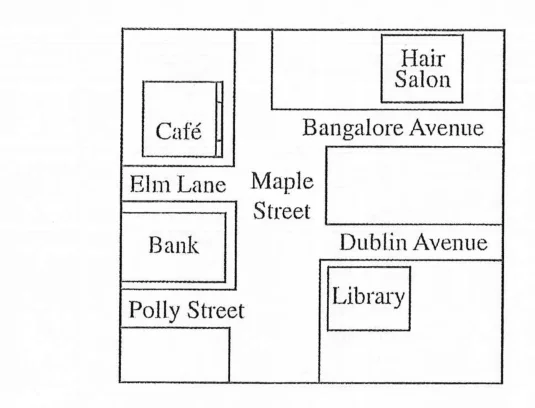 Hair
Salon
Café
Bangalore Avenue
Elm Lane
Maple
Street
Bank
Dublin Avenue
Library
Polly Street